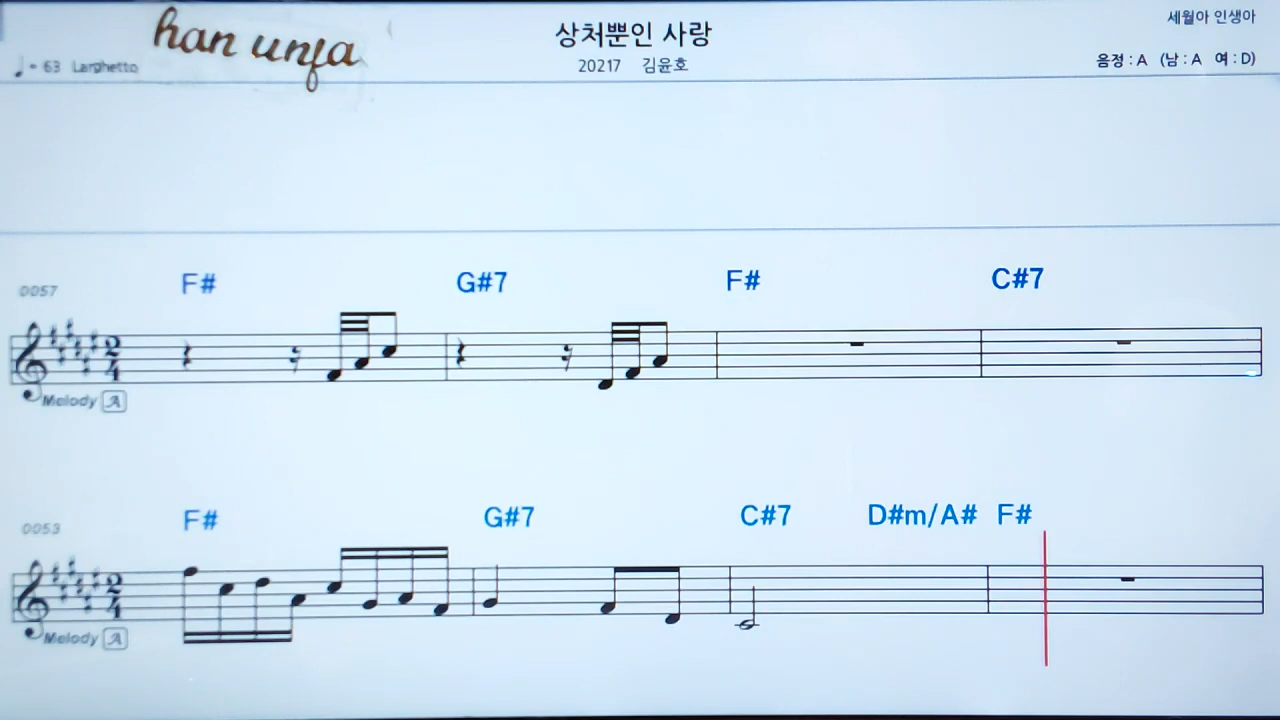 han unfa
상처뿐인 사랑
세월아 인생아
♩ = 63 Larghetto
20217 김윤호
음정 : A (남 : A 여 : D)
F# G#7 F# C#7
0057
2/4
Melody A
F# G#7 C#7 D#m/A# F#
0053
2/4
Melody A